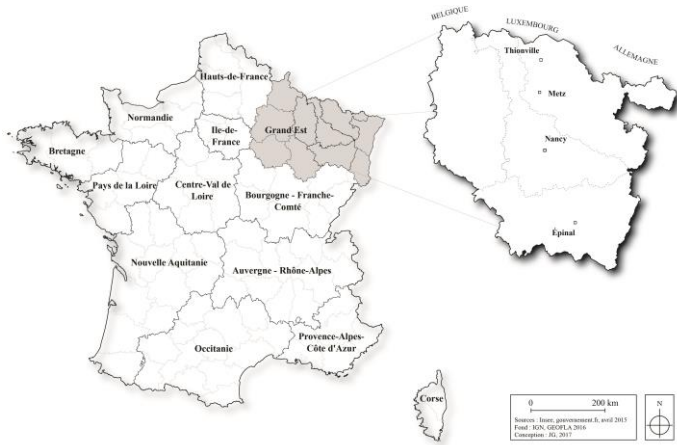 BELGIQUE
LUXEMBOURG
ALLEMAGNE
Thionville
Metz
Nancy
Épinal
Hauts-de-France
Normandie
Ile-de-
France
Grand Est
Bretagne
Pays de la Loire
Centre-Val de
Loire
Bourgogne - Franche-
Comté
Nouvelle Aquitanie
Auvergne - Rhône-Alpes
Occitanie
Provence-Alpes-
Côte d'Azur
Corse
0 200 km
Sources : Insee, gouvernement.fr, avril 2015
Fond : IGN, GEOFLA 2016
Conception : JG, 2017
N